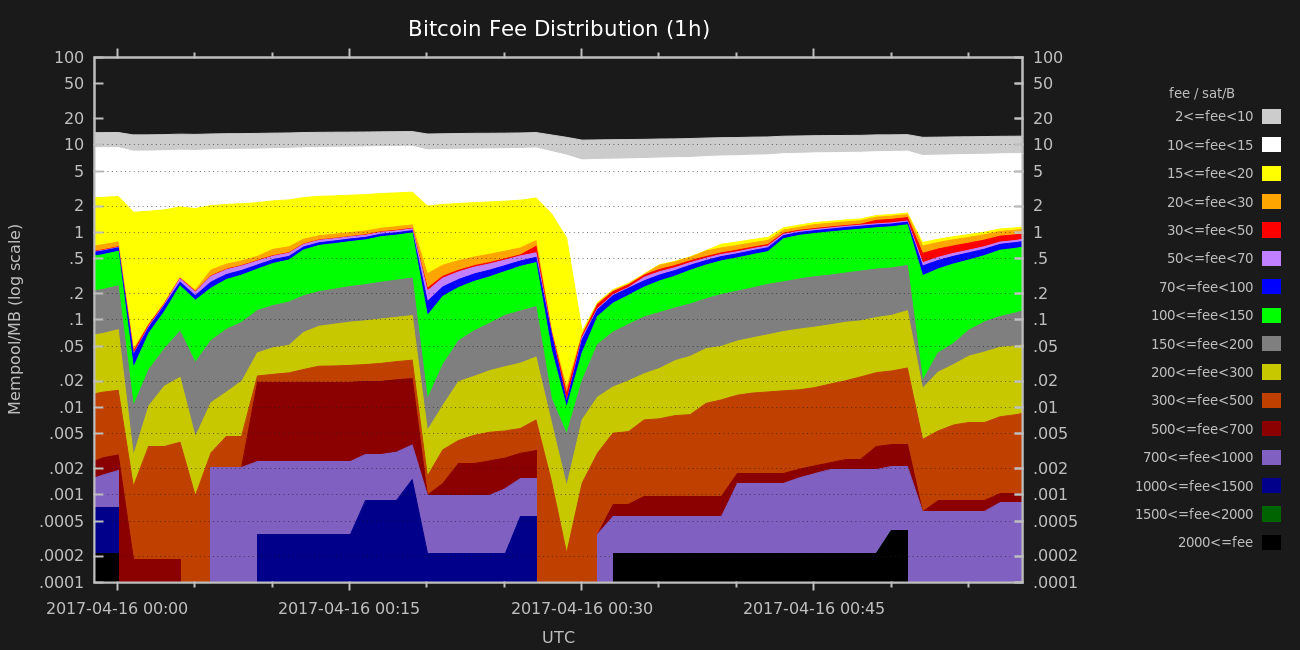 Bitcoin Fee Distribution (1h)
100 100
50 50
20 20
10 10
5 5
2 2
1 1
.5 .5
.2 .2
.1 .1
.05 .05
.02 .02
.01 .01
.005 .005
.002 .002
.001 .001
.0005 .0005
.0002 .0002
.0001 .0001
Mempool/MB (log scale)
2017-04-16 00:00 2017-04-16 00:15 2017-04-16 00:30 2017-04-16 00:45
UTC
fee / sat/B
2<=fee<10
10<=fee<15
15<=fee<20
20<=fee<30
30<=fee<50
50<=fee<70
70<=fee<100
100<=fee<150
150<=fee<200
200<=fee<300
300<=fee<500
500<=fee<700
700<=fee<1000
1000<=fee<1500
1500<=fee<2000
2000<=fee